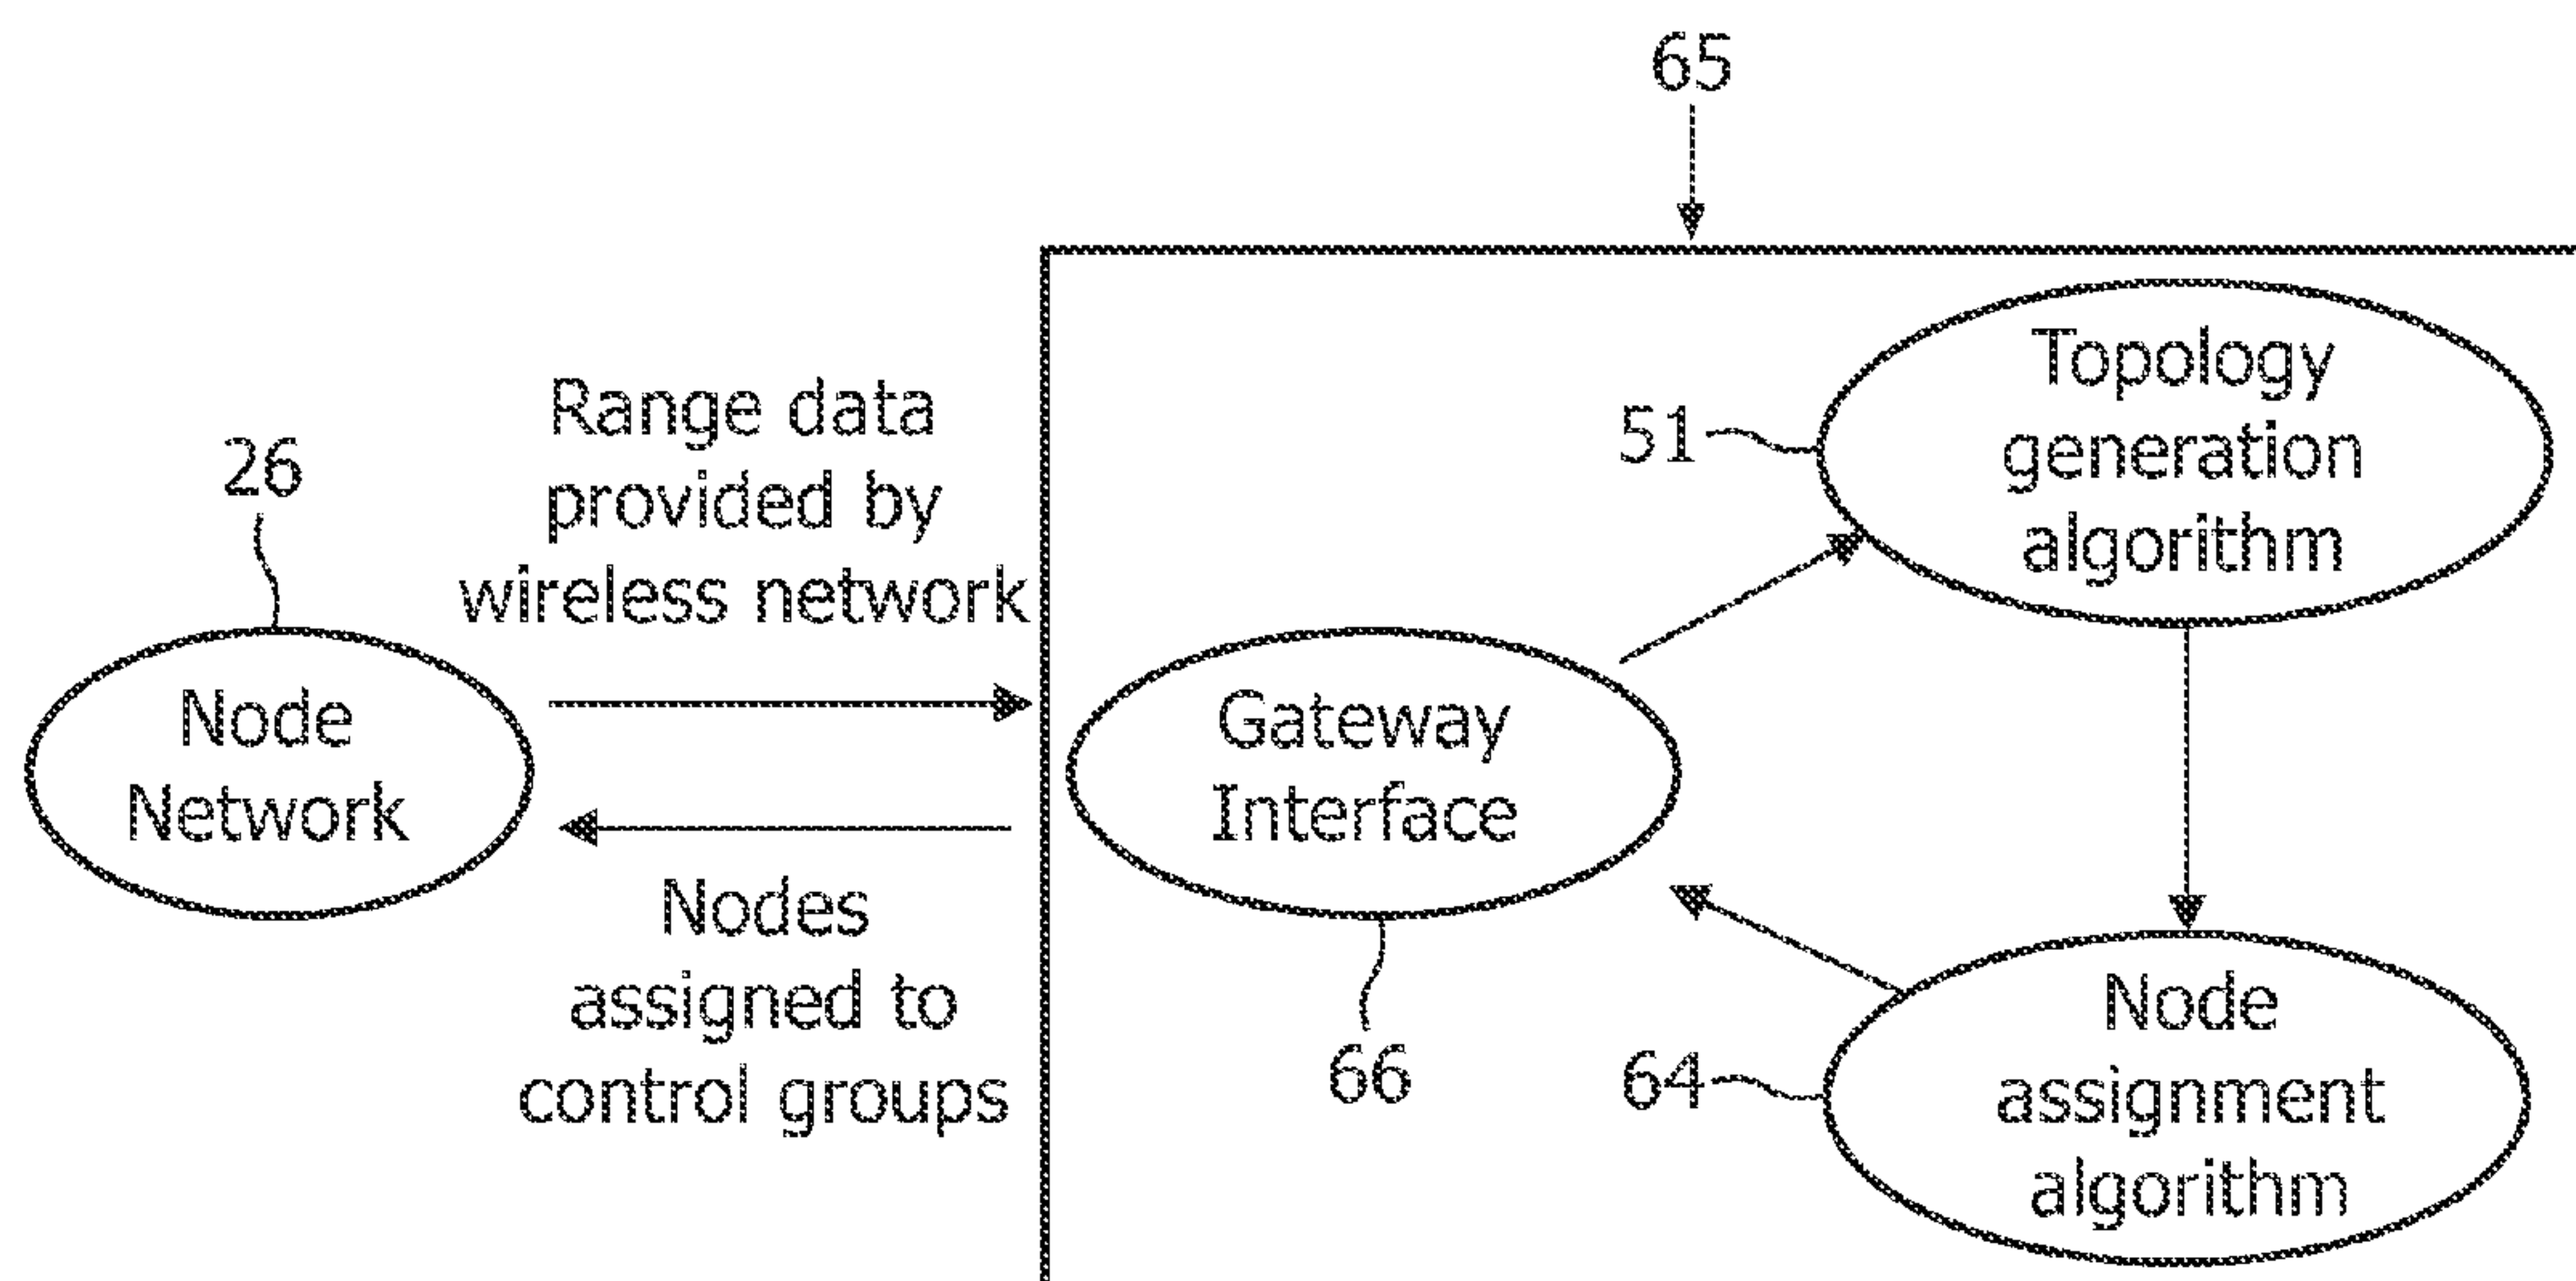 65
Topology
generation
algorithm
51
Range data
provided by
wireless network
26
Node
Network
Gateway
Interface
Nodes
assigned to
control groups
66
64
Node
assignment
algorithm